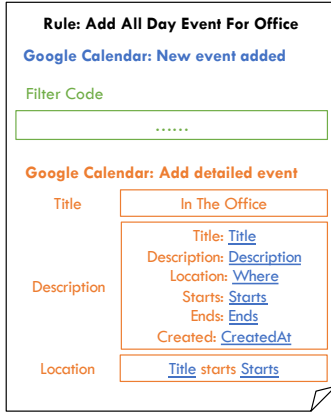 Rule: Add All Day Event For Office
Google Calendar: New event added
Filter Code
......
Google Calendar: Add detailed event
Title
In The Office
Description
Title: Title
Description: Description
Location: Where
Starts: Starts
Ends: Ends
Created: CreatedAt
Location
Title starts Starts